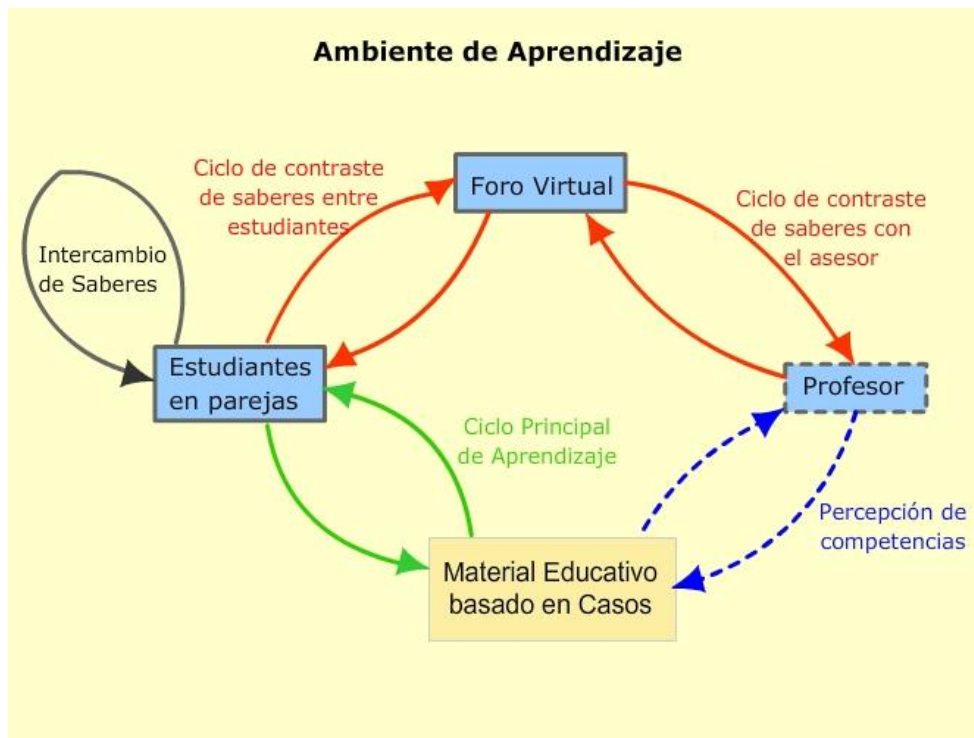 Ambiente de Aprendizaje
Ciclo de contraste
de saberes entre
estudiantes
Foro Virtual
Ciclo de contraste
de saberes con
el asesor
Intercambio
de Saberes
Estudiantes
en parejas
Profesor
Ciclo Principal
de Aprendizaje
Percepción de
competencias
Material Educativo
basado en Casos